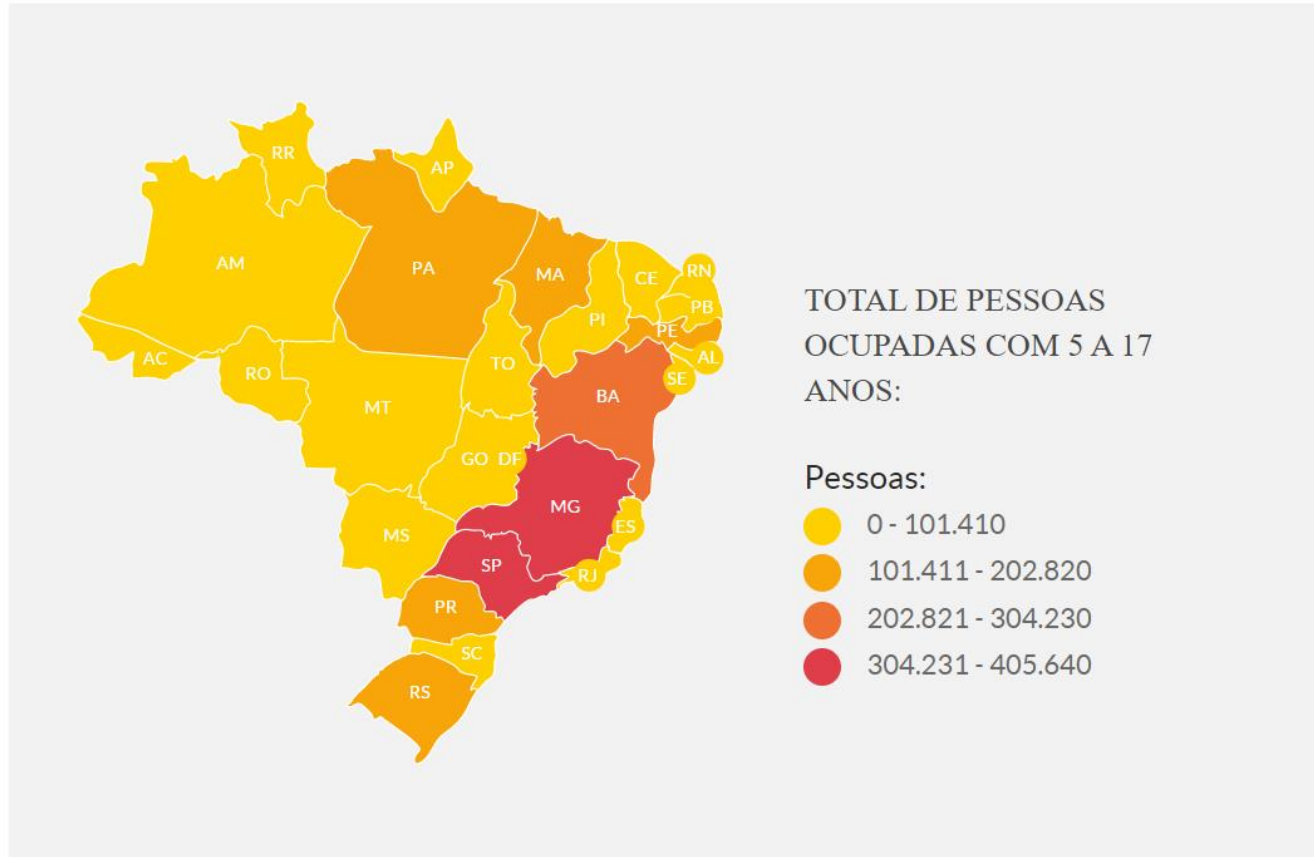 RR
AP
AM
PA
MA
CE
RN
PI
PB
PE
AC
RO
TO
AL
SE
MT
BA
GO DF
MG
MS
ES
SP
RJ
PR
SC
RS
TOTAL DE PESSOAS
OCUPADAS COM 5 A 17
ANOS:
Pessoas:
0 - 101.410
101.411 - 202.820
202.821 - 304.230
304.231 - 405.640